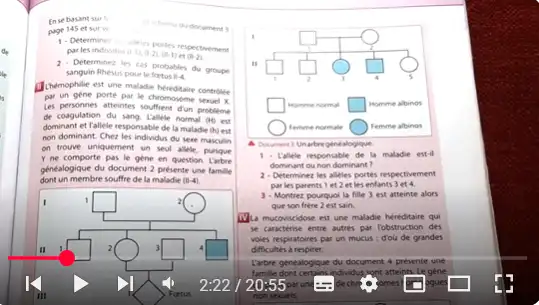 En se basant sur
du document 3
page 145 et sur
1 - Déterminer allèles portés respectivement
par les individus (I-1), (I-2), (II-1) et (II-2).
2 - Déterminez les cas probables du groupe
sanguin Rhésus pour le fœtus II-4.
II L'hémophilie est une maladie héréditaire contrôlée
par un gène porté par le chromosome sexuel X.
Les personnes atteintes souffrent d'un problème
de coagulation du sang. L'allèle normal (H) est
dominant et l'allèle responsable de la maladie (h) est
non dominant. Chez les individus du sexe masculin
on trouve uniquement un seul allèle, puisque
Y ne comporte pas le gène en question. L'arbre
généalogique du document 2 présente une famille
dont un membre souffre de la maladie (II-4).
I 1 2
II 1 2 3 4
III 1 Fœtus
I
1 2
II
1 2 3 4 5
Homme normal Homme albinos
Femme normale Femme albinos
Document 3 Un arbre généalogique.
1 - L'allèle responsable de la maladie est-il
dominant ou non dominant ?
2 - Déterminez les allèles portés respectivement
par les parents 1 et 2 et les enfants 3 et 4.
3 - Montrez pourquoi la fille 3 est atteinte alors
que son frère 2 est sain.
IV La mucoviscidose est une maladie héréditaire qui
se caractérise entre autres par l'obstruction des
voies respiratoires par un mucus ; d'où de grandes
difficultés à respirer.
L'arbre généalogique du document 4 présente une
famille dont certains individus sont atteints. Le gène
non sexuels
2:22 / 20:55